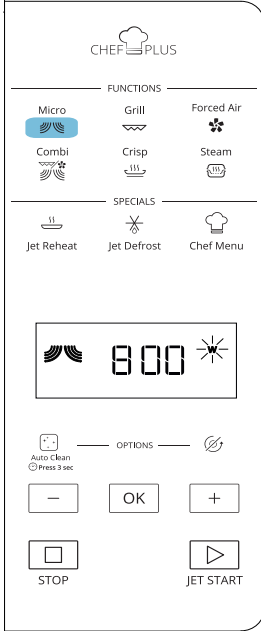 CHEF PLUS
FUNCTIONS
Micro Grill Forced Air
Combi Crisp Steam
SPECIALS
Jet Reheat Jet Defrost Chef Menu
800 W
Auto Clean
Press 3 sec
OPTIONS
− OK +
STOP JET START